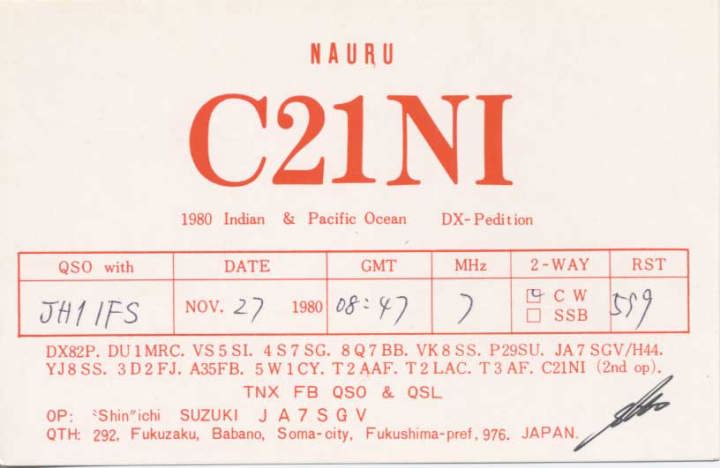 NAURU
C21NI
1980 Indian & Pacific Ocean DX-Pedition
QSO with DATE GMT MHz 2-WAY RST
JH1IFS NOV. 27 1980 08:47 7 ☑ CW 559
☐ SSB
DX82P. DU1MRC. VS5SI. 4S7SG. 8Q7BB. VK8SS. P29SU. JA7SGV/H44.
YJ8SS. 3D2FJ. A35FB. 5W1CY. T2AAF. T2LAC. T3AF. C21NI (2nd op).
TNX FB QSO & QSL
OP: "Shin"ichi SUZUKI JA7SGV
QTH: 292, Fukuzaku, Babano, Soma-city, Fukushima-pref, 976. JAPAN.